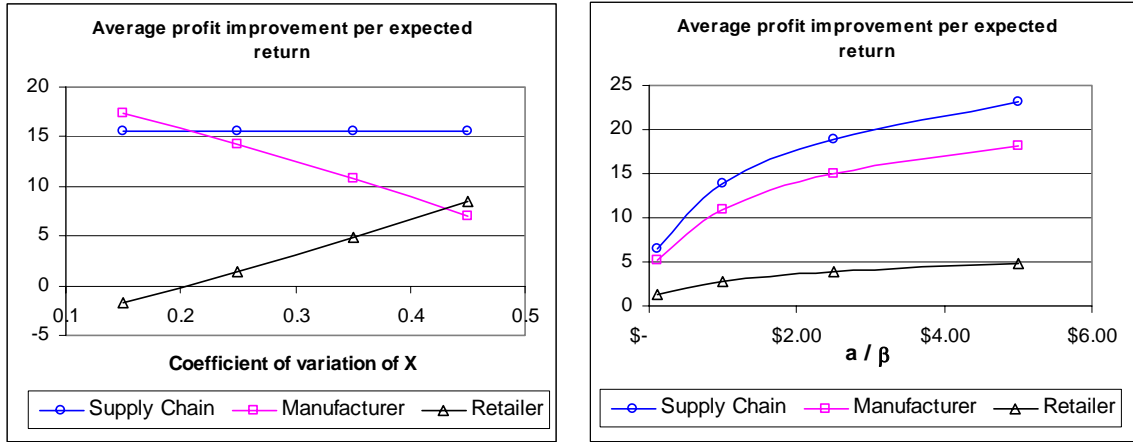 Average profit improvement per expected
return
20
15
10
5
0
-5
0.1 0.2 0.3 0.4 0.5
Coefficient of variation of X
Supply Chain Manufacturer Retailer
Average profit improvement per expected
return
25
20
15
10
5
0
$- $2.00 $4.00 $6.00
a / β
Supply Chain Manufacturer Retailer